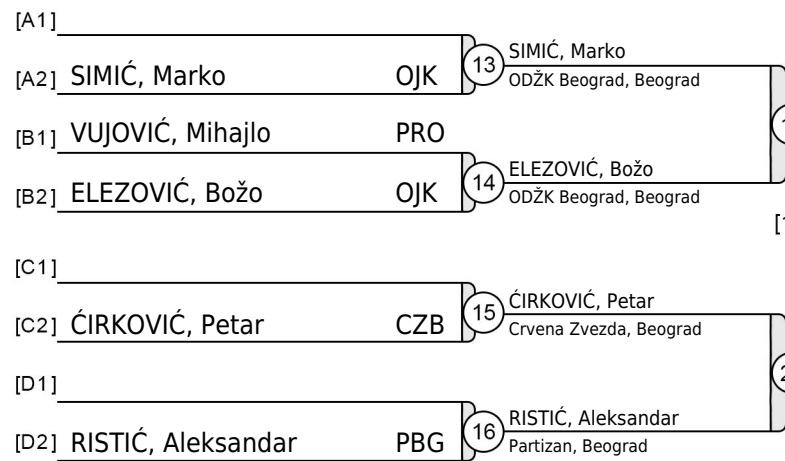 [A1]
[A2] SIMIĆ, Marko OJK
13
SIMIĆ, Marko
ODŽK Beograd, Beograd
[B1] VUJOVIĆ, Mihajlo PRO
[B2] ELEZOVIĆ, Božo OJK
14
ELEZOVIĆ, Božo
ODŽK Beograd, Beograd
[C1]
[C2] ĆIRKOVIĆ, Petar CZB
15
ĆIRKOVIĆ, Petar
Crvena Zvezda, Beograd
[D1]
[D2] RISTIĆ, Aleksandar PBG
16
RISTIĆ, Aleksandar
Partizan, Beograd